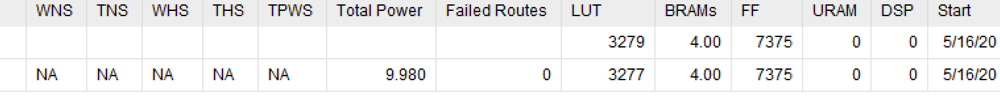 WNS TNS WHS THS TPWS Total Power Failed Routes LUT BRAMs FF URAM DSP Start
3279 4.00 7375 0 0 5/16/20
NA NA NA NA NA 9.980 0 3277 4.00 7375 0 0 5/16/20